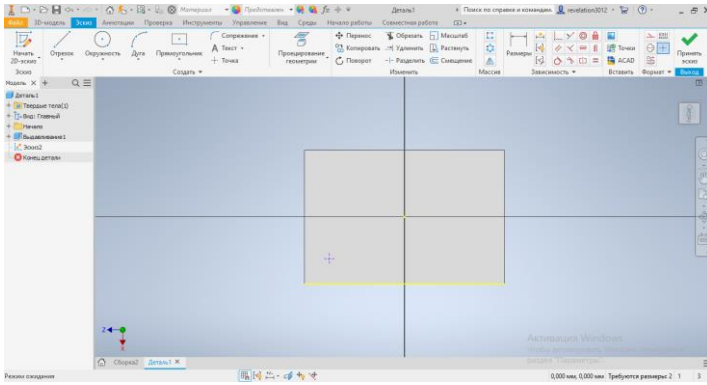 Материал
Представлен
Деталь1
Поиск по справке и командам.
revelation3012
Файл 3D-модель Эскиз Аннотации Проверка Инструменты Управление Вид Среды Начало работы Совместная работа
Начать
2D-эскиз
Отрезок
Окружность
Дуга
Прямоугольник
Сопряжение
Текст
Точка
Проецирование
геометрии
Перенос
Копировать
Поворот
Обрезать
Удлинить
Разделить
Масштаб
Растянуть
Смещение
Размеры
Точки
ACAD
Принять
эскиз
Эскиз Создать Изменить Массив Зависимость Вставить Формат Выход
Модель
Деталь1
Твердые тела(1)
Вид: Главный
Начало
Выдавливание1
Эскиз2
Конец детали
Z
X
Активация Windows
Сборка2 Деталь1
Режим ожидания
0,000 мм, 0,000 мм Требуются размеры: 2 1 3